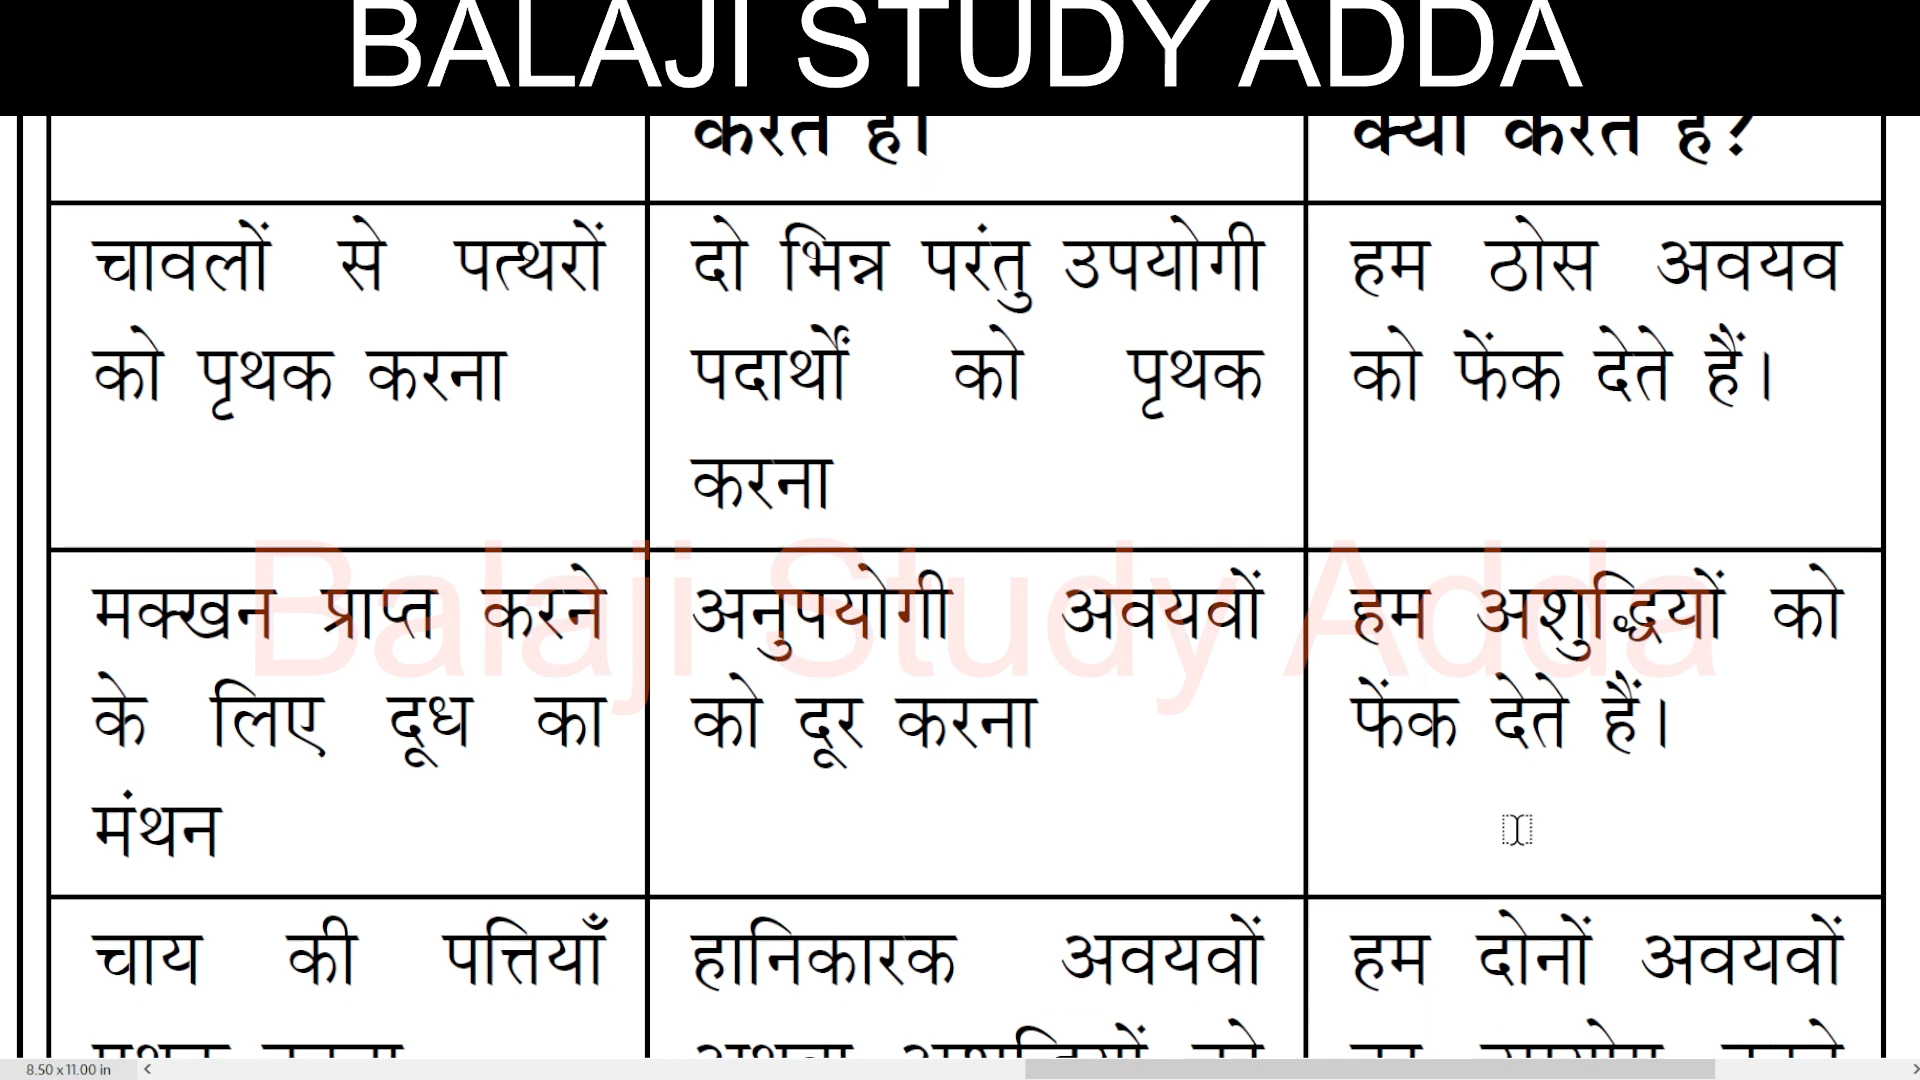 BALAJI STUDY ADDA
करते हैं।
क्या करते हैं?
चावलों से पत्थरों
को पृथक करना
दो भिन्न परंतु उपयोगी
पदार्थों को पृथक
करना
हम ठोस अवयव
को फेंक देते हैं।
Balaji Study Adda
मक्खन प्राप्त करने
के लिए दूध का
मंथन
अनुपयोगी अवयवों
को दूर करना
हम अशुद्धियों को
फेंक देते हैं।
चाय की पत्तियाँ
हानिकारक अवयवों
हम दोनों अवयवों
8.50 x 11.00 in